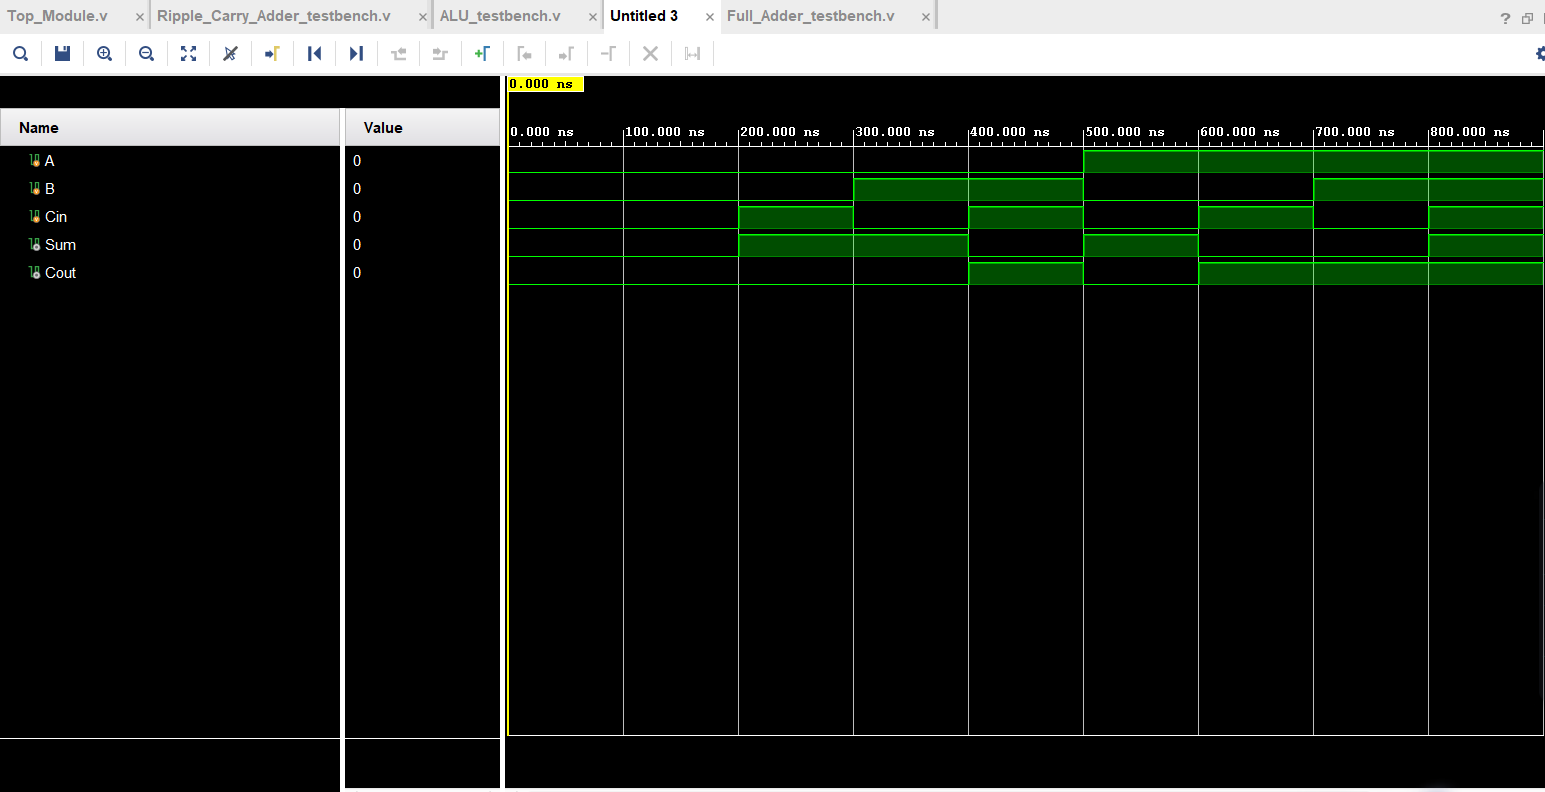 Top_Module.v × Ripple_Carry_Adder_testbench.v × ALU_testbench.v × Untitled 3 × Full_Adder_testbench.v × ?
0.000 ns
Name Value
0.000 ns 100.000 ns 200.000 ns 300.000 ns 400.000 ns 500.000 ns 600.000 ns 700.000 ns 800.000 ns
A 0
B 0
Cin 0
Sum 0
Cout 0